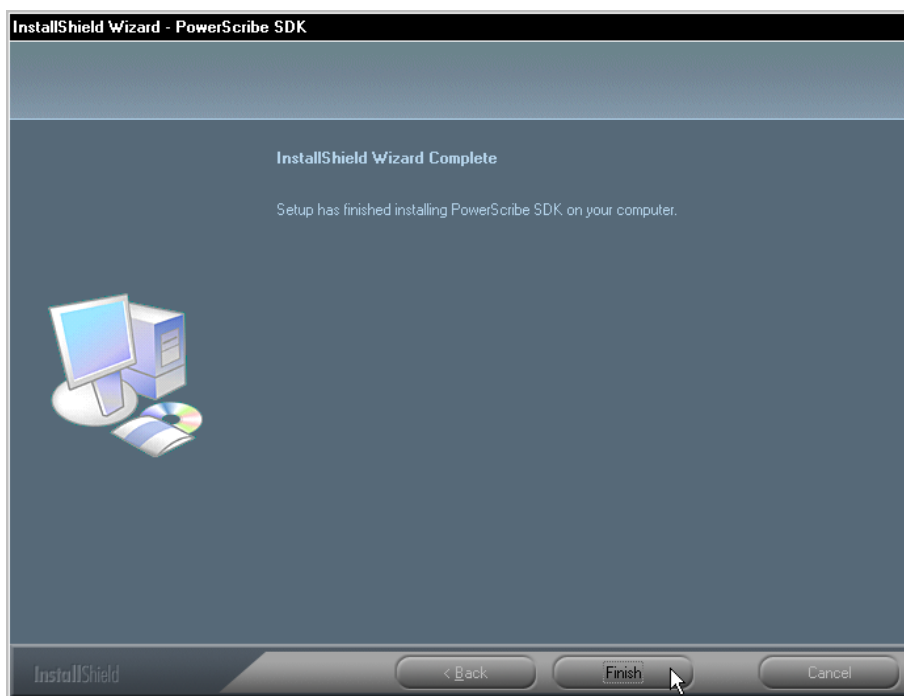 InstallShield Wizard - PowerScribe SDK
InstallShield Wizard Complete
Setup has finished installing PowerScribe SDK on your computer.
InstallShield
< Back
Finish
Cancel